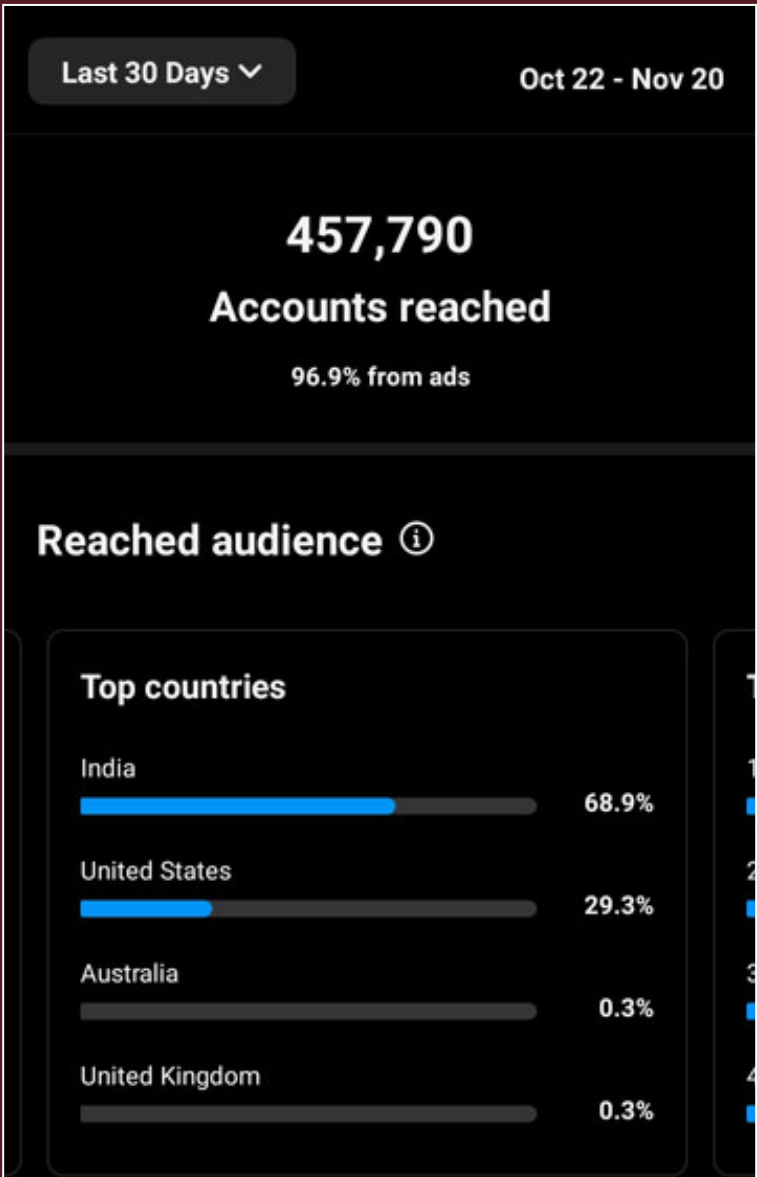 Last 30 Days
Oct 22 - Nov 20
457,790
Accounts reached
96.9% from ads
Reached audience
Top countries
India
68.9%
United States
29.3%
Australia
0.3%
United Kingdom
0.3%